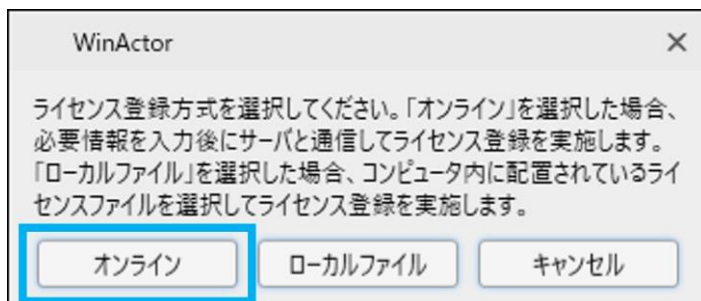 WinActor
ライセンス登録方式を選択してください。「オンライン」を選択した場合、
必要情報を入力後にサーバと通信してライセンス登録を実施します。
「ローカルファイル」を選択した場合、コンピュータ内に配置されているライ
センスファイルを選択してライセンス登録を実施します。
オンライン ローカルファイル キャンセル